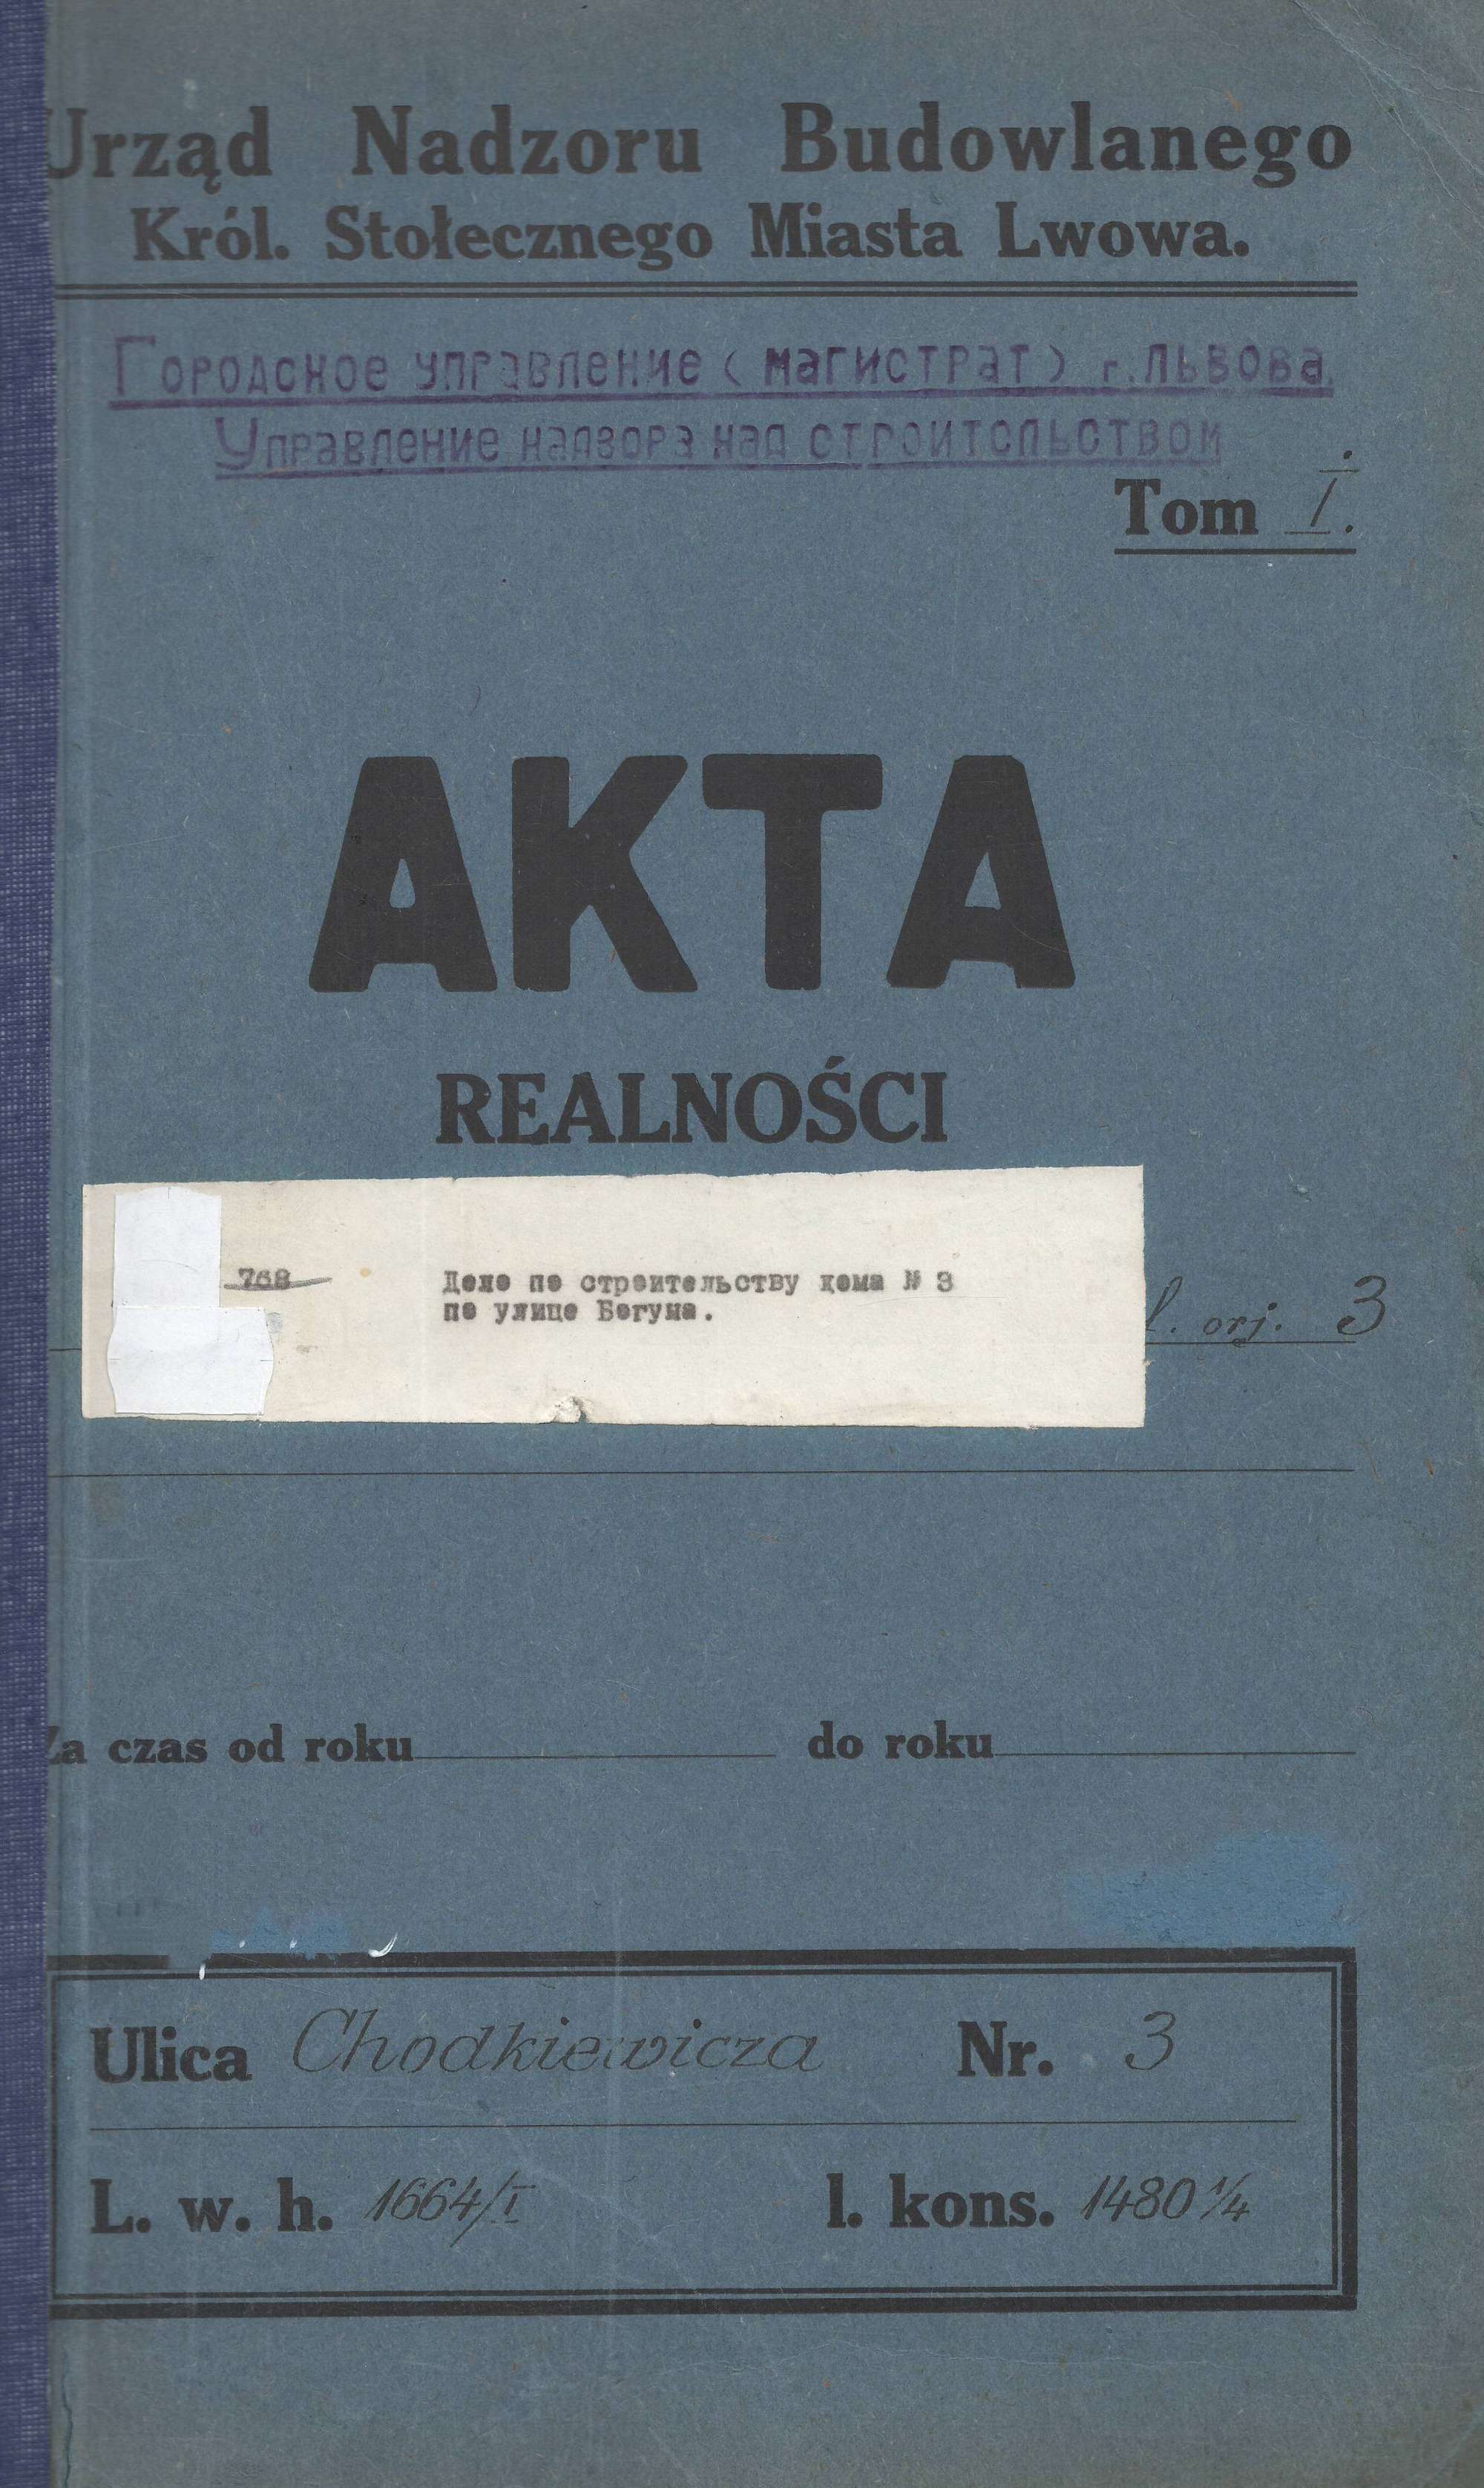 Urząd Nadzoru Budowlanego
Król. Stołecznego Miasta Lwowa.
Городское управление (магистрат) г. Львова
Управление надзора над строительством
Tom I.
AKTA
REALNOŚCI
768 Дело по строительству дома № 3
по улице Богуна.
l. orj. 3
Za czas od roku do roku
Ulica Chodkiewicza Nr. 3
L. w. h. 1664/I l. kons. 1480 1/4